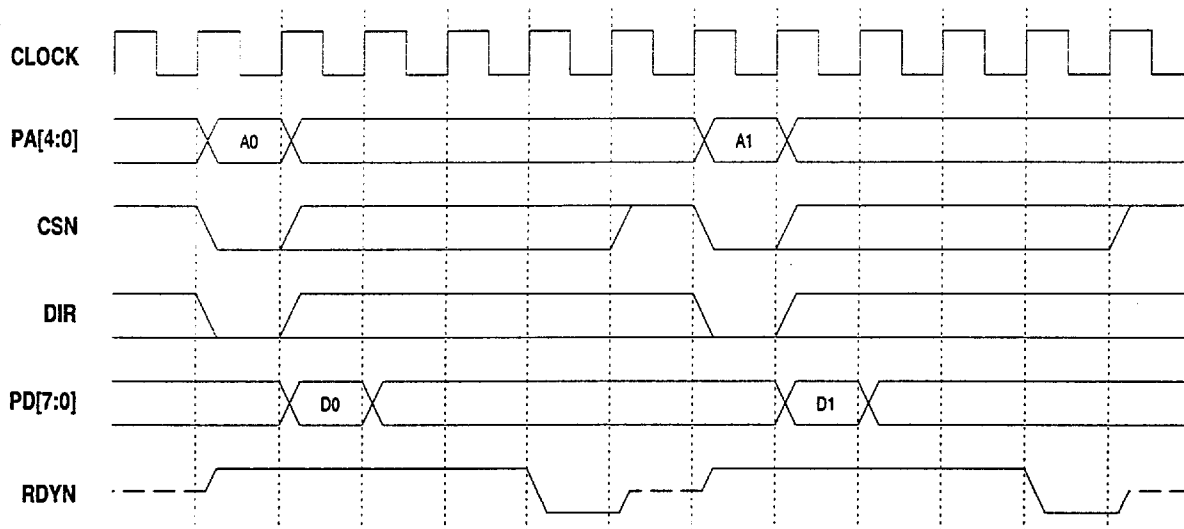 CLOCK
PA[4:0]
A0
A1
CSN
DIR
PD[7:0]
D0
D1
RDYN